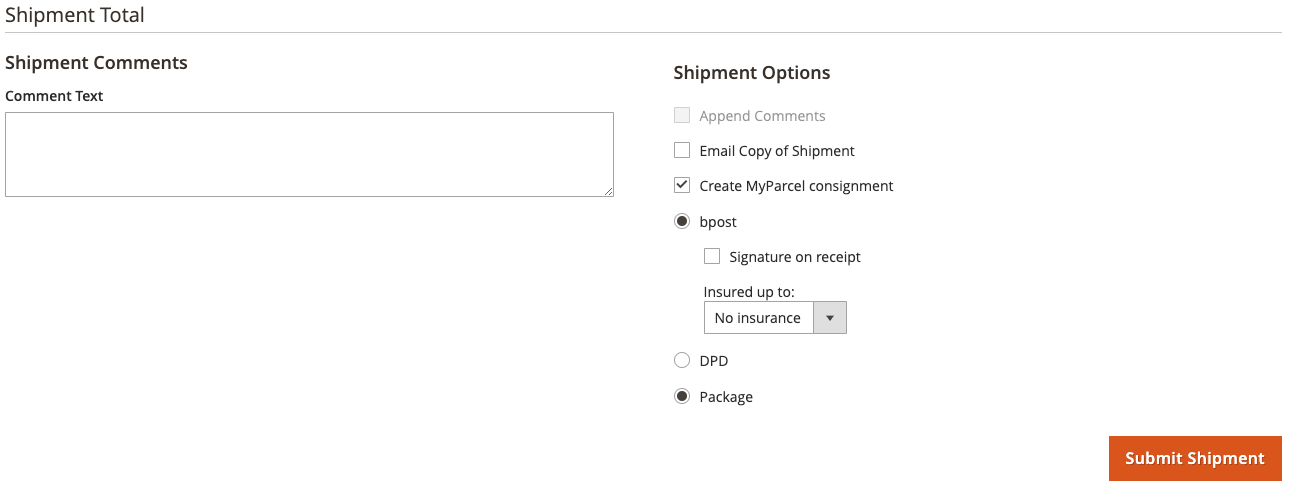 Shipment Total
Shipment Comments
Comment Text
Shipment Options
Append Comments
Email Copy of Shipment
Create MyParcel consignment
bpost
Signature on receipt
Insured up to:
No insurance
DPD
Package
Submit Shipment